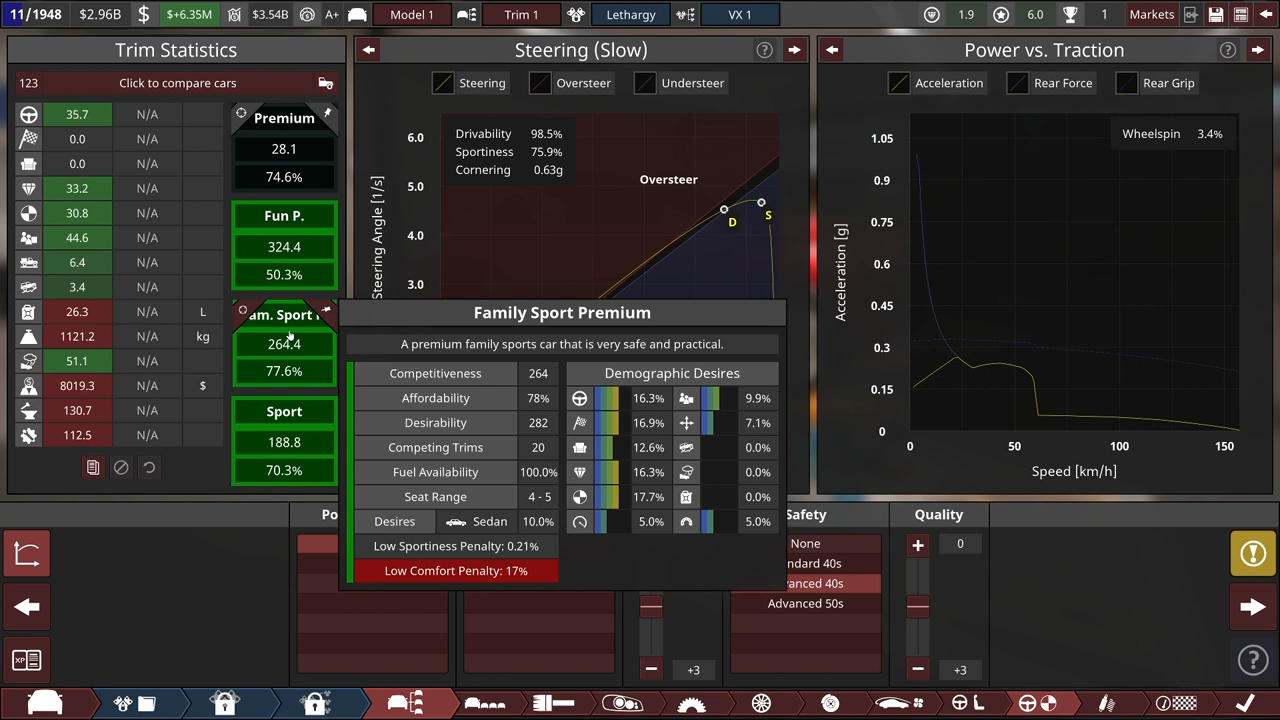 11/1948 $2.96B $+6.35M $3.54B A+ Model 1 Trim 1 Lethargy VX 1 1.9 6.0 1 Markets
Trim Statistics
123 Click to compare cars
35.7 N/A
0.0 N/A
0.0 N/A
33.2 N/A
30.8 N/A
44.6 N/A
6.4 N/A
3.4 N/A
26.3 N/A L
1121.2 N/A kg
51.1 N/A
8019.3 N/A $
130.7 N/A
112.5 N/A
Premium
28.1
74.6%
Fun P.
324.4
50.3%
am. Sport
264.4
77.6%
Sport
188.8
70.3%
Steering (Slow)
?
Steering Oversteer Understeer
Steering Angle [1/s]
6.0
5.0
4.0
3.0
Drivability 98.5%
Sportiness 75.9%
Cornering 0.63g
Oversteer
D
S
Power vs. Traction
?
Acceleration Rear Force Rear Grip
Wheelspin 3.4%
Acceleration [g]
1.05
0.9
0.75
0.6
0.45
0.3
0.15
0
0 50 100 150
Speed [km/h]
Family Sport Premium
A premium family sports car that is very safe and practical.
Competitiveness 264
Affordability 78%
Desirability 282
Competing Trims 20
Fuel Availability 100.0%
Seat Range 4 - 5
Desires Sedan 10.0%
Low Sportiness Penalty: 0.21%
Low Comfort Penalty: 17%
Demographic Desires
16.3% 9.9%
16.9% 7.1%
12.6% 0.0%
16.3% 0.0%
17.7% 0.0%
5.0% 5.0%
Po
Safety
None
ndard 40s
vanced 40s
Advanced 50s
+3
Quality
0
+3
XP
?